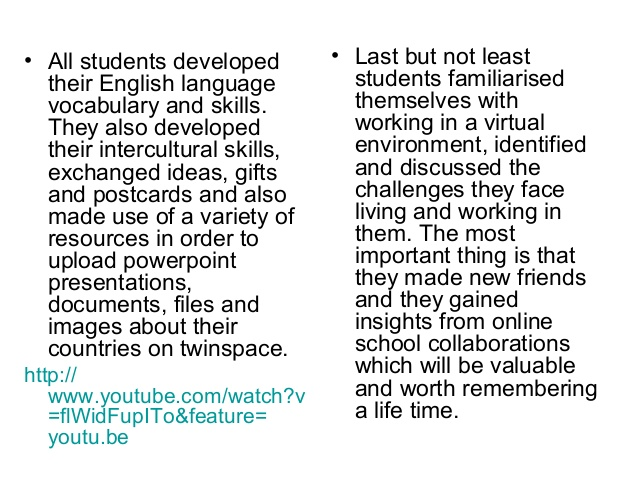 • All students developed
their English language
vocabulary and skills.
They also developed
their intercultural skills,
exchanged ideas, gifts
and postcards and also
made use of a variety of
resources in order to
upload powerpoint
presentations,
documents, files and
images about their
countries on twinspace.
http://
www.youtube.com/watch?v
=flWidFupITo&feature=
youtu.be
• Last but not least
students familiarised
themselves with
working in a virtual
environment, identified
and discussed the
challenges they face
living and working in
them. The most
important thing is that
they made new friends
and they gained
insights from online
school collaborations
which will be valuable
and worth remembering
a life time.